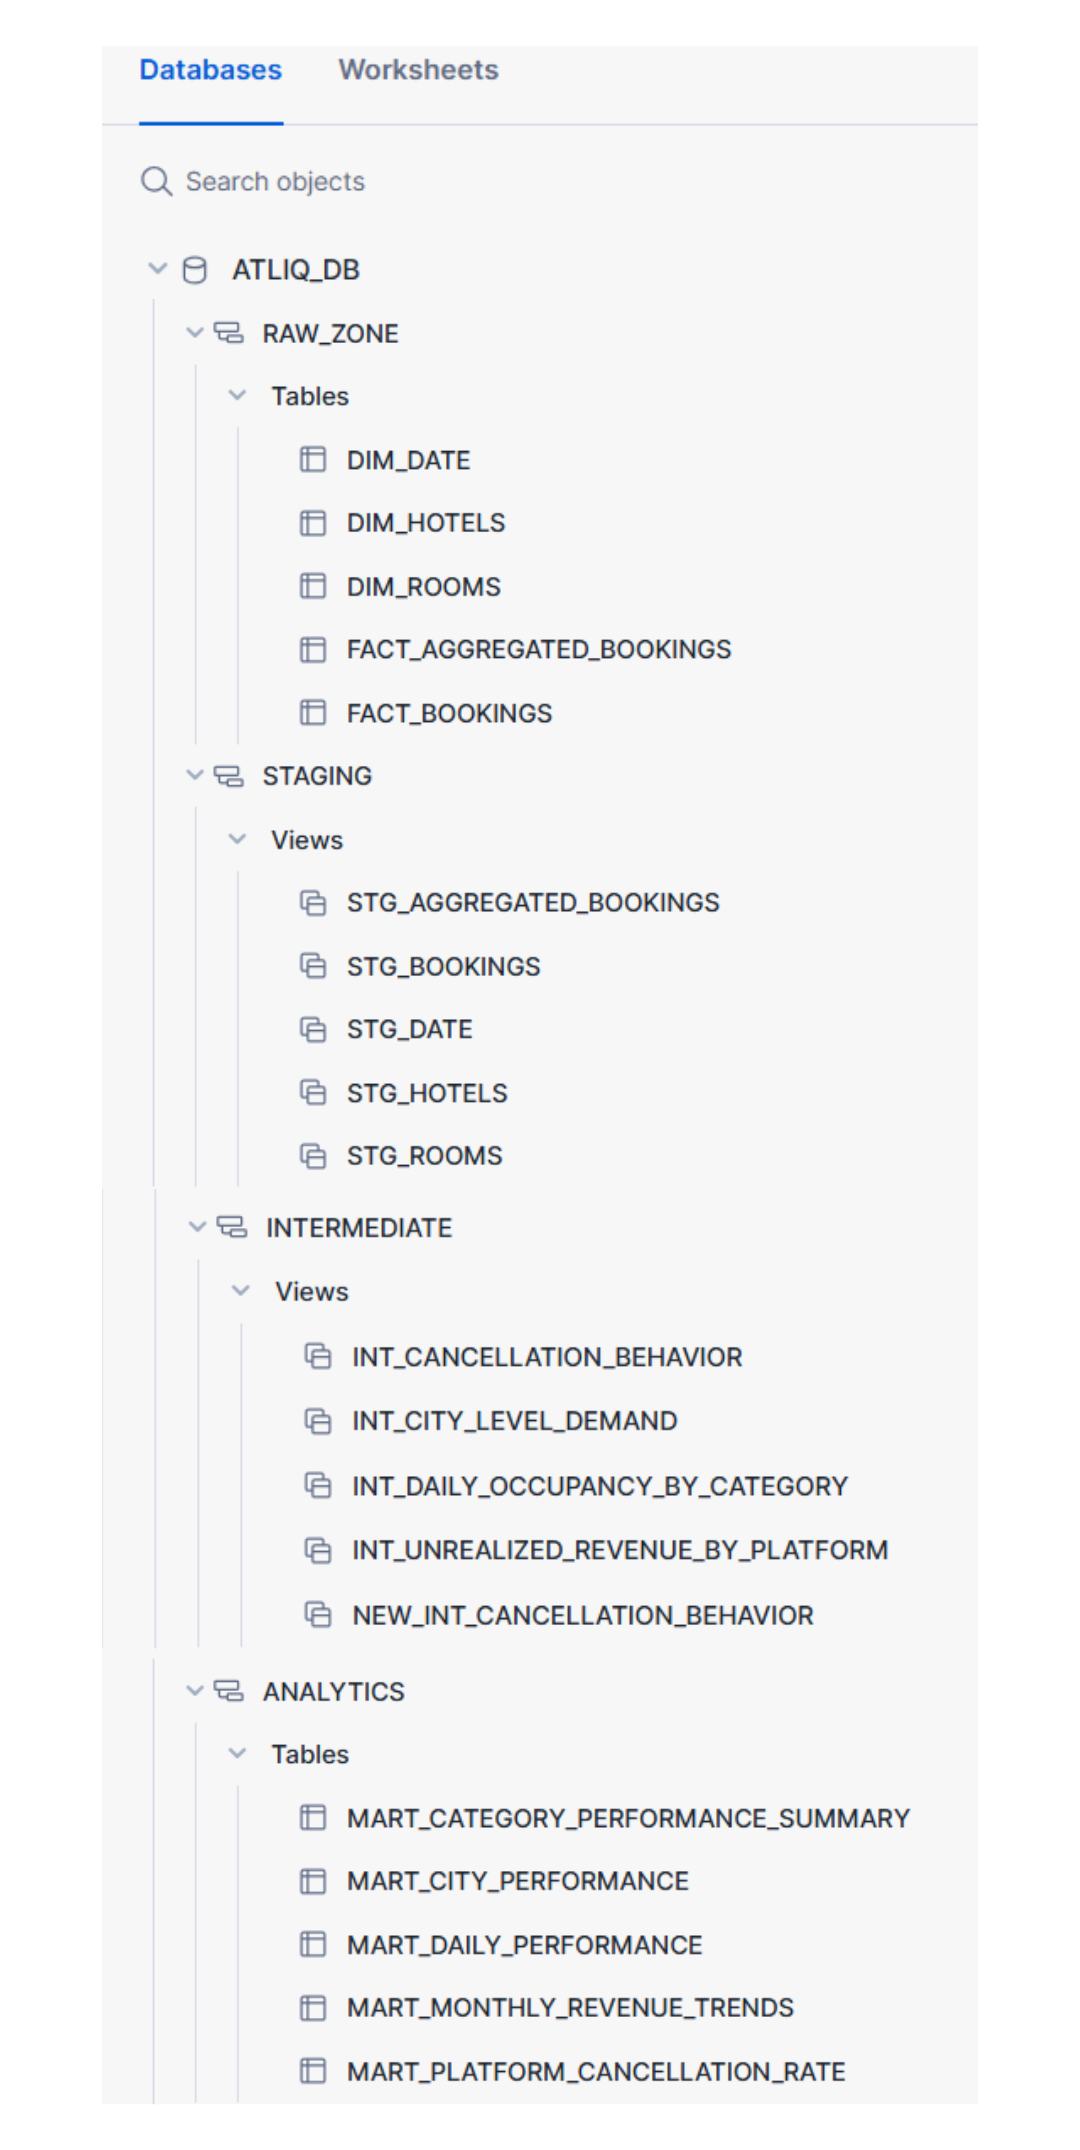 Databases Worksheets
Search objects
ATLIQ_DB
RAW_ZONE
Tables
DIM_DATE
DIM_HOTELS
DIM_ROOMS
FACT_AGGREGATED_BOOKINGS
FACT_BOOKINGS
STAGING
Views
STG_AGGREGATED_BOOKINGS
STG_BOOKINGS
STG_DATE
STG_HOTELS
STG_ROOMS
INTERMEDIATE
Views
INT_CANCELLATION_BEHAVIOR
INT_CITY_LEVEL_DEMAND
INT_DAILY_OCCUPANCY_BY_CATEGORY
INT_UNREALIZED_REVENUE_BY_PLATFORM
NEW_INT_CANCELLATION_BEHAVIOR
ANALYTICS
Tables
MART_CATEGORY_PERFORMANCE_SUMMARY
MART_CITY_PERFORMANCE
MART_DAILY_PERFORMANCE
MART_MONTHLY_REVENUE_TRENDS
MART_PLATFORM_CANCELLATION_RATE